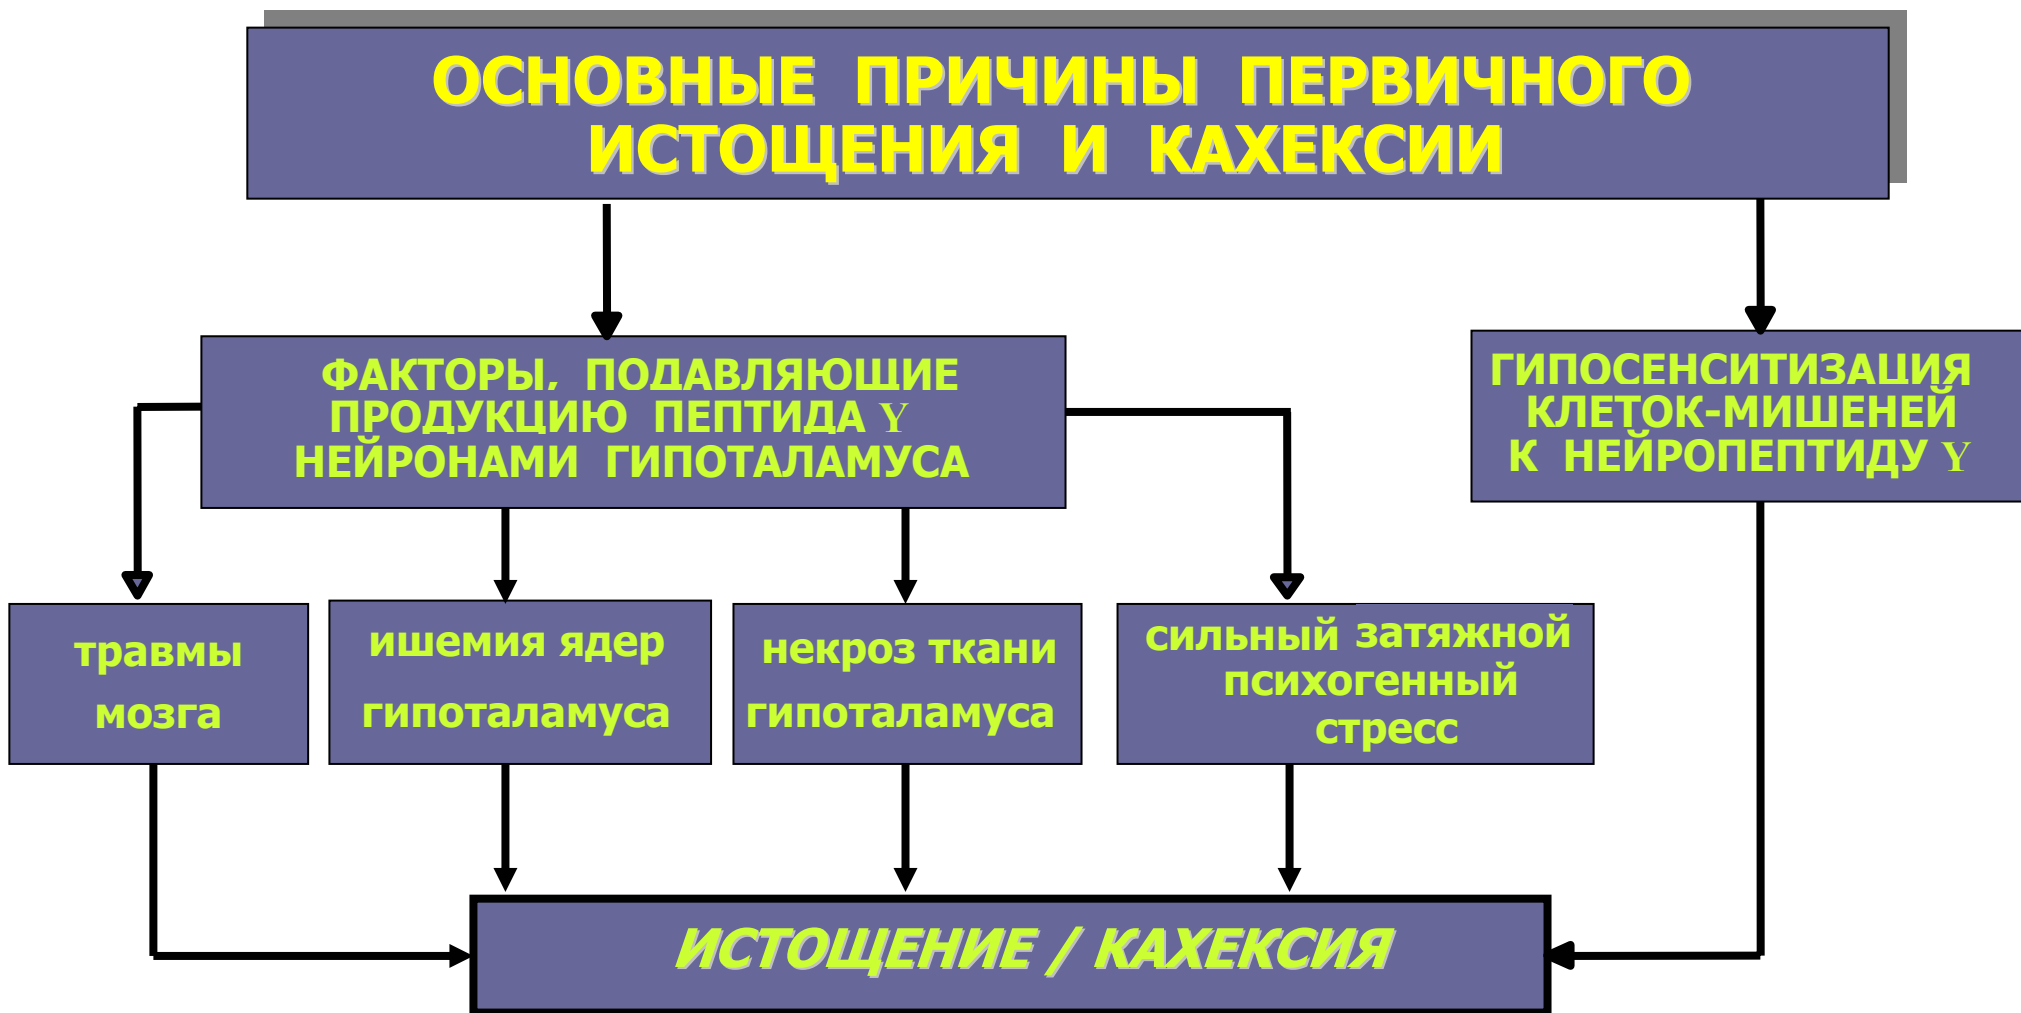 ОСНОВНЫЕ ПРИЧИНЫ ПЕРВИЧНОГО
ИСТОЩЕНИЯ И КАХЕКСИИ
ФАКТОРЫ, ПОДАВЛЯЮЩИЕ
ПРОДУКЦИЮ ПЕПТИДА Y
НЕЙРОНАМИ ГИПОТАЛАМУСА
ГИПОСЕНСИТИЗАЦИЯ
КЛЕТОК-МИШЕНЕЙ
К НЕЙРОПЕПТИДУ Y
травмы
мозга
ишемия ядер
гипоталамуса
некроз ткани
гипоталамуса
сильный затяжной
психогенный
стресс
ИСТОЩЕНИЕ / КАХЕКСИЯ